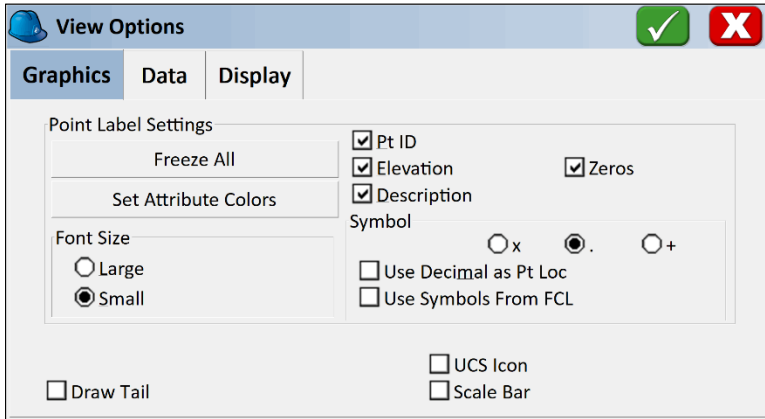 View Options
Graphics Data Display
Point Label Settings
Freeze All
Set Attribute Colors
Pt ID
Elevation Zeros
Description
Font Size
Large
Small
Symbol
x . +
Use Decimal as Pt Loc
Use Symbols From FCL
UCS Icon
Draw Tail Scale Bar